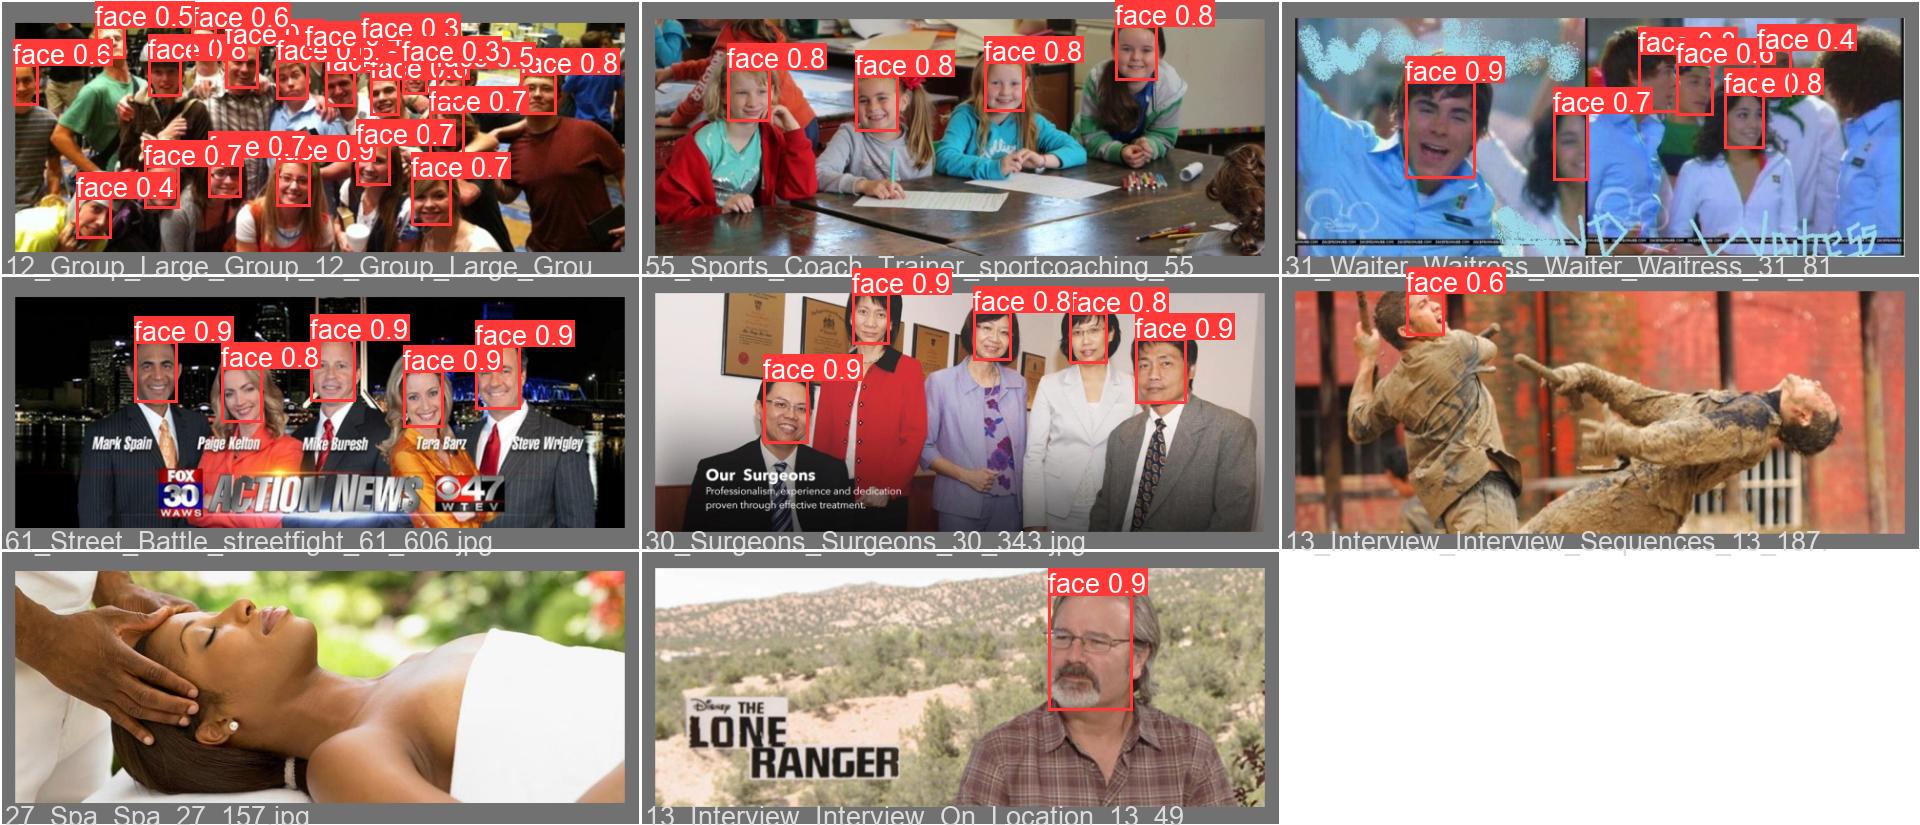 face 0.5
face 0.6
face 0.3
face 0.6
face 0.8
face 0.3
face 0.8
face 0.7
face 0.7
face 0.7
e 0.7
face 0.7
face 0.4
12_Group_Large_Group_12_Group_Large_Grou
face 0.8
face 0.8
face 0.8
face 0.8
55_Sports_Coach_Trainer_sportcoaching_55
face 0.9
face 0.7
face 0.6
face 0.4
face 0.8
AND
Waitress
31_Waiter_Waitress_Waiter_Waitress_31_81
face 0.9
face 0.8
face 0.9
face 0.9
face 0.9
Mark Spain
Paige Kelton
Mike Buresh
Tera Barz
Steve Wrigley
FOX
30
WAWS
ACTION NEWS
47
WTEV
61_Street_Battle_streetfight_61_606.jpg
face 0.9
face 0.9
face 0.8
face 0.8
face 0.9
Our Surgeons
Professionalism, experience and dedication
proven through effective treatment.
30_Surgeons_Surgeons_30_343.jpg
face 0.6
13_Interview_Interview_Sequences_13_187.
27_Spa_Spa_27_157.jpg
face 0.9
Disney THE
LONE
RANGER
13_Interview_Interview_On_Location_13_49